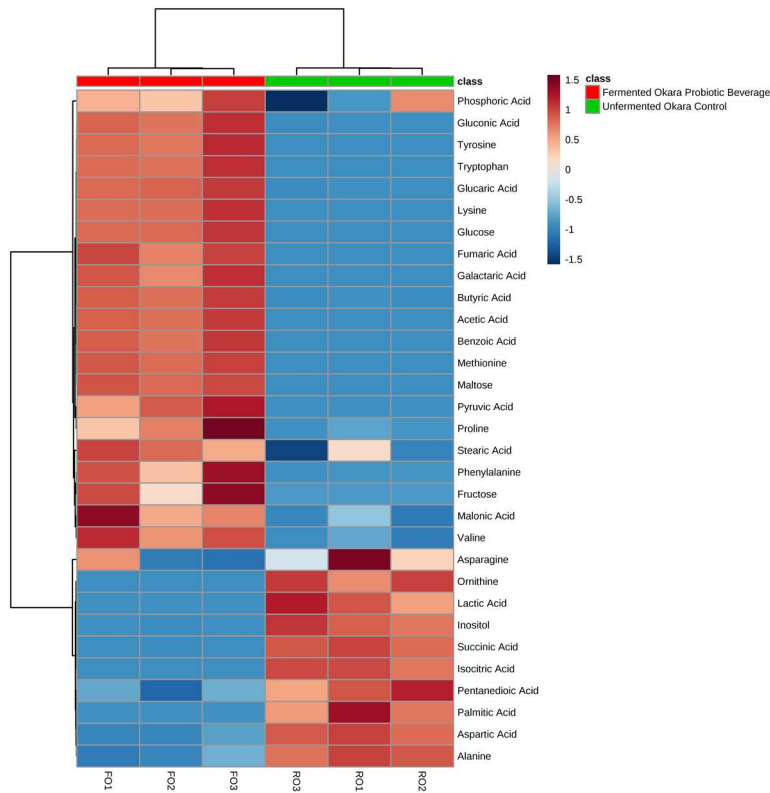 class
Phosphoric Acid
Gluconic Acid
Tyrosine
Tryptophan
Glucaric Acid
Lysine
Glucose
Fumaric Acid
Galactaric Acid
Butyric Acid
Acetic Acid
Benzoic Acid
Methionine
Maltose
Pyruvic Acid
Proline
Stearic Acid
Phenylalanine
Fructose
Malonic Acid
Valine
Asparagine
Ornithine
Lactic Acid
Inositol
Succinic Acid
Isocitric Acid
Pentanedioic Acid
Palmitic Acid
Aspartic Acid
Alanine
FO1
FO2
FO3
RO3
RO1
RO2
1.5
1
0.5
0
-0.5
-1
-1.5
class
Fermented Okara Probiotic Beverage
Unfermented Okara Control